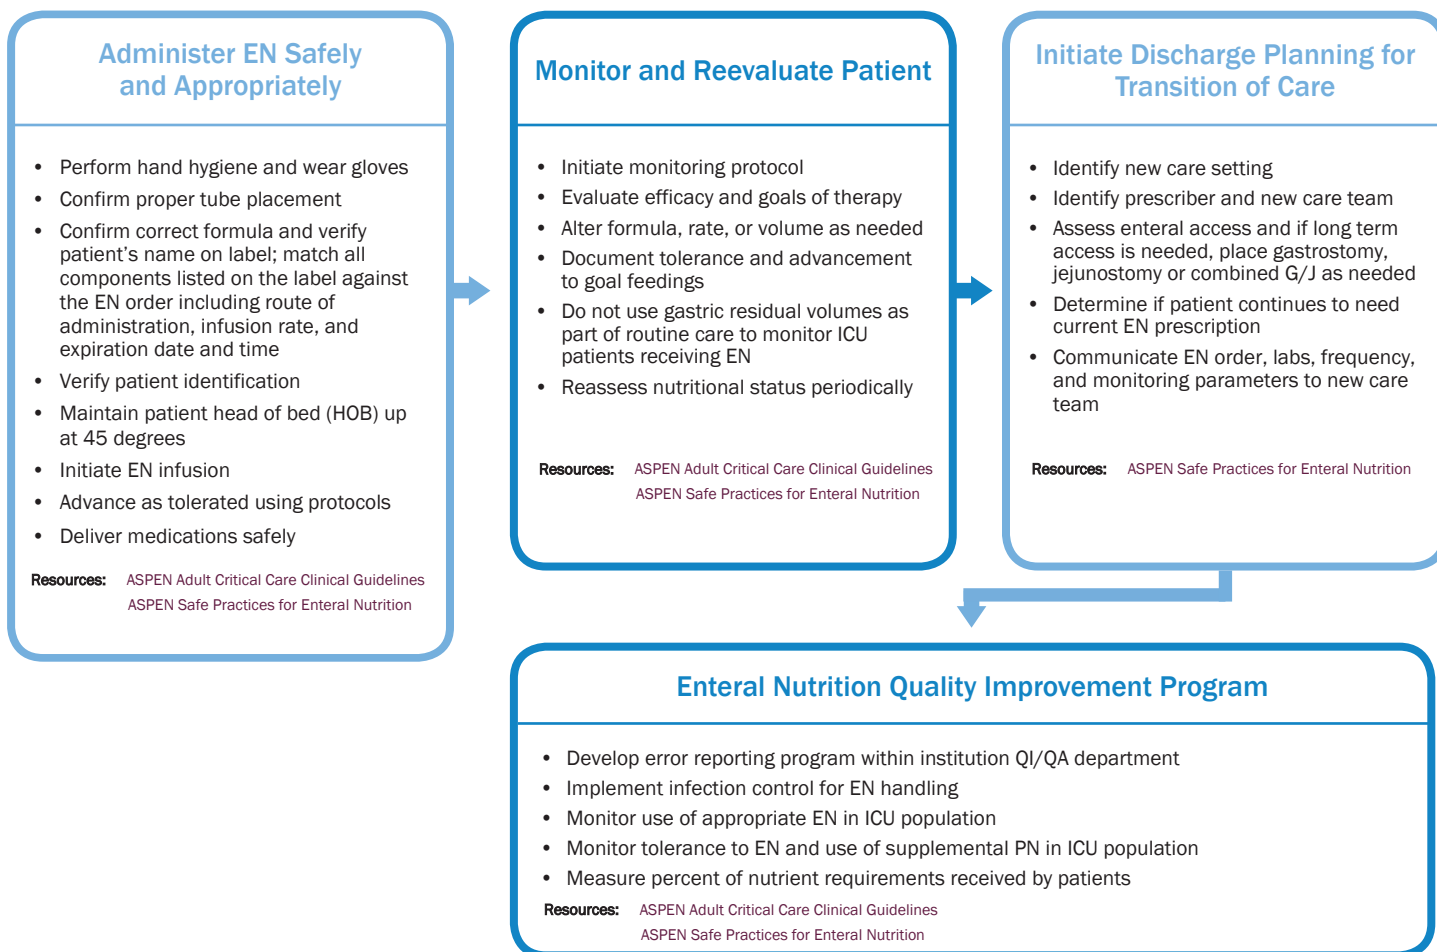 Administer EN Safely
and Appropriately
• Perform hand hygiene and wear gloves
• Confirm proper tube placement
• Confirm correct formula and verify
patient's name on label; match all
components listed on the label against
the EN order including route of
administration, infusion rate, and
expiration date and time
• Verify patient identification
• Maintain patient head of bed (HOB) up
at 45 degrees
• Initiate EN infusion
• Advance as tolerated using protocols
• Deliver medications safely
Resources: ASPEN Adult Critical Care Clinical Guidelines
ASPEN Safe Practices for Enteral Nutrition
Monitor and Reevaluate Patient
• Initiate monitoring protocol
• Evaluate efficacy and goals of therapy
• Alter formula, rate, or volume as needed
• Document tolerance and advancement
to goal feedings
• Do not use gastric residual volumes as
part of routine care to monitor ICU
patients receiving EN
• Reassess nutritional status periodically
Resources: ASPEN Adult Critical Care Clinical Guidelines
ASPEN Safe Practices for Enteral Nutrition
Initiate Discharge Planning for
Transition of Care
• Identify new care setting
• Identify prescriber and new care team
• Assess enteral access and if long term
access is needed, place gastrostomy,
jejunostomy or combined G/J as needed
• Determine if patient continues to need
current EN prescription
• Communicate EN order, labs, frequency,
and monitoring parameters to new care
team
Resources: ASPEN Safe Practices for Enteral Nutrition
Enteral Nutrition Quality Improvement Program
• Develop error reporting program within institution QI/QA department
• Implement infection control for EN handling
• Monitor use of appropriate EN in ICU population
• Monitor tolerance to EN and use of supplemental PN in ICU population
• Measure percent of nutrient requirements received by patients
Resources: ASPEN Adult Critical Care Clinical Guidelines
ASPEN Safe Practices for Enteral Nutrition